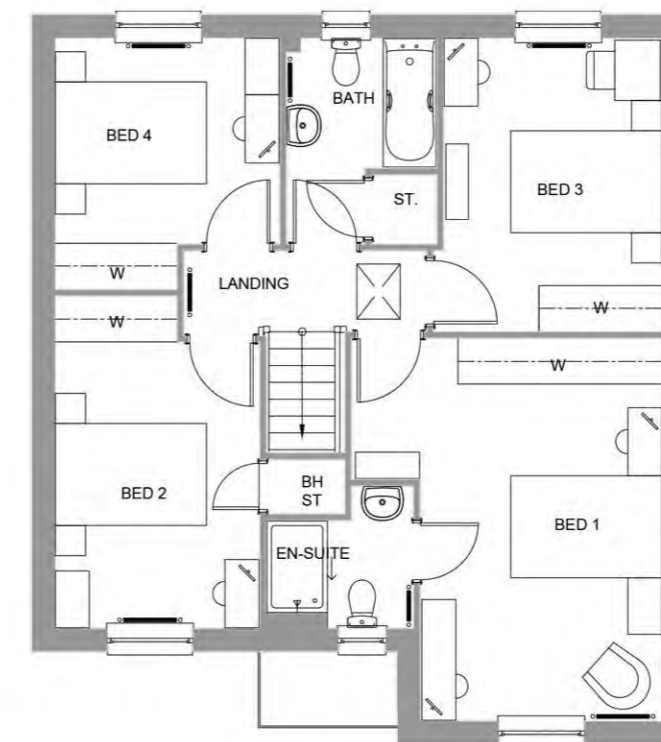 BED 4
BATH
BED 3
ST.
W
LANDING
W
W
W
BED 2
BH
ST
BED 1
EN-SUITE